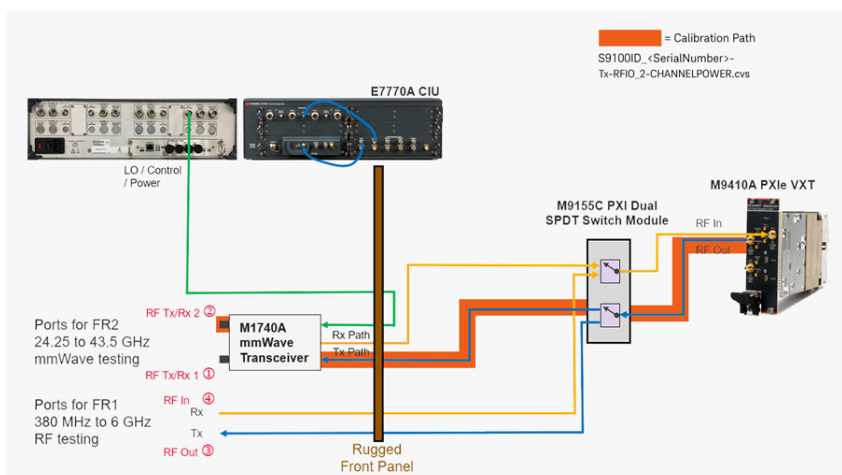 = Calibration Path
S9100ID_<SerialNumber>-
Tx-RFIO_2-CHANNELPOWER.cvs
E7770A CIU
LO / Control
/ Power
M9410A PXIe VXT
M9155C PXI Dual
SPDT Switch Module
RF In
RF Out
RF Tx/Rx 2 ②
Ports for FR2
24.25 to 43.5 GHz
mmWave testing
M1740A
mmWave
Transceiver
Rx Path
Tx Path
RF Tx/Rx 1 ①
RF In ④
Rx
Ports for FR1
380 MHz to 6 GHz
RF testing
Tx
RF Out ③
Rugged
Front Panel